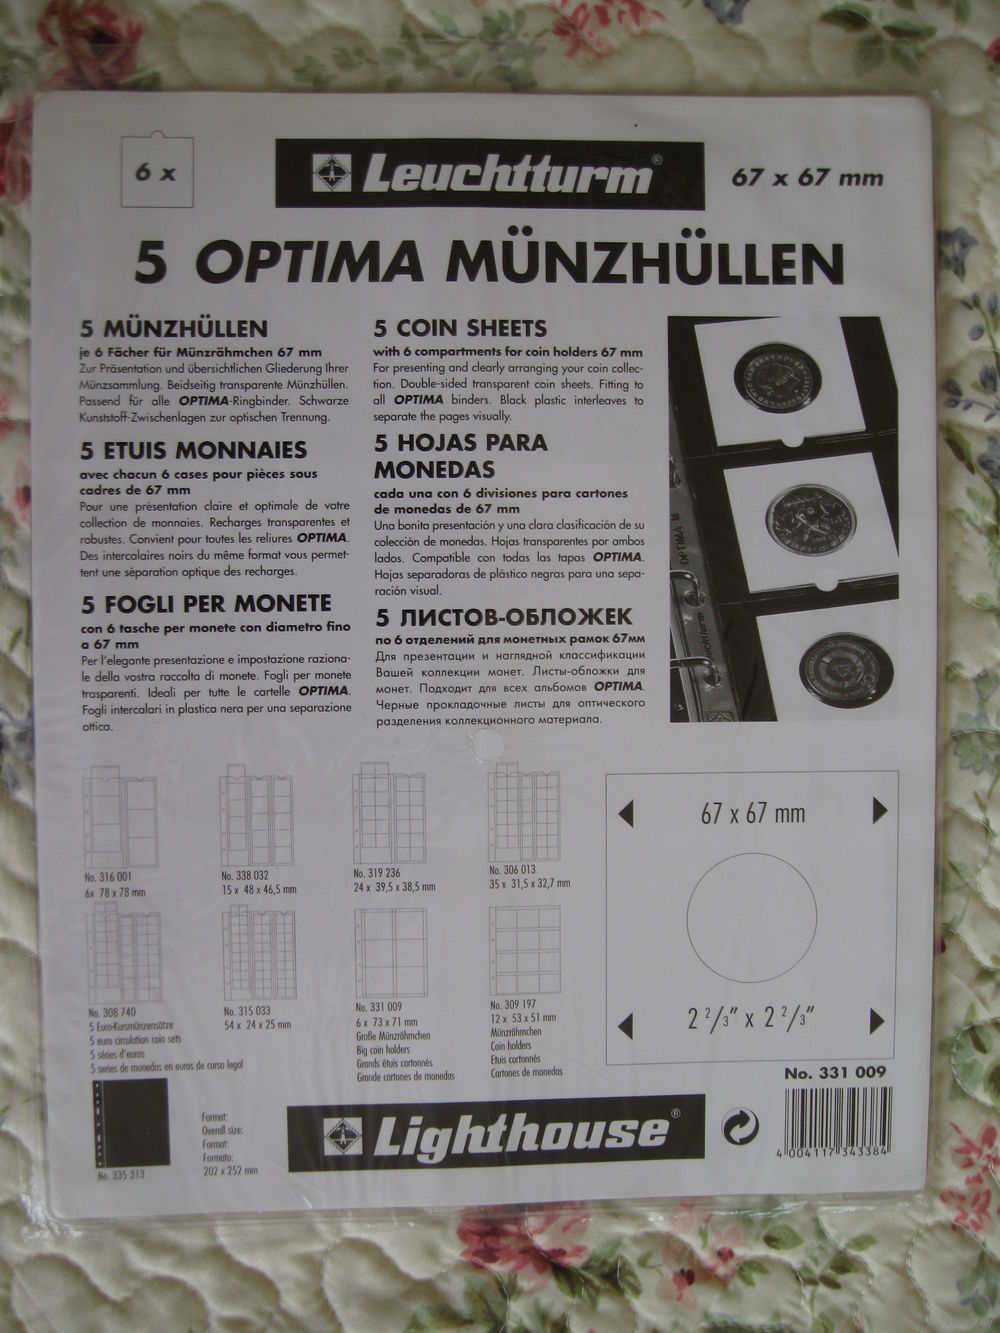 6 x
Leuchtturm®
67 x 67 mm
5 OPTIMA MÜNZHÜLLEN
5 MÜNZHÜLLEN
je 6 Fächer für Münzrähmchen 67 mm
Zur Präsentation und übersichtlichen Gliederung Ihrer
Münzsammlung. Beidseitig transparente Münzhüllen.
Passend für alle OPTIMA-Ringbinder. Schwarze
Kunststoff-Zwischenlagen zur optischen Trennung.
5 ETUIS MONNAIES
avec chacun 6 cases pour pièces sous
cadres de 67 mm
Pour une présentation claire et optimale de votre
collection de monnaies. Recharges transparentes et
robustes. Convient pour toutes les reliures OPTIMA.
Des intercalaires noirs du même format vous permet-
tent une séparation optique des recharges.
5 FOGLI PER MONETE
con 6 tasche per monete con diametro fino
a 67 mm
Per l'elegante presentazione e impostazione raziona-
le della vostra raccolta di monete. Fogli per monete
trasparenti. Ideali per tutte le cartelle OPTIMA.
Fogli intercalari in plastica nera per una separazione
ottica.
5 COIN SHEETS
with 6 compartments for coin holders 67 mm
For presenting and clearly arranging your coin collec-
tion. Double-sided transparent coin sheets. Fitting to
all OPTIMA binders. Black plastic interleaves to
separate the pages visually.
5 HOJAS PARA
MONEDAS
cada una con 6 divisiones para cartones
de monedas de 67 mm
Una bonita presentación y una clara clasificación de su
colección de monedas. Hojas transparentes por ambos
lados. Compatible con todas las tapas OPTIMA.
Hojas separadoras de plástico negras para una sepa-
ración visual.
5 ЛИСТОВ-ОБЛОЖЕК
по 6 отделений для монетных рамок 67мм
Для презентации и наглядной классификации
Вашей коллекции монет. Листы-обложки для
монет. Подходит для всех альбомов OPTIMA.
Черные прокладочные листы для оптического
разделения коллекционного материала.
OPTIMA M
Leuchtturm
No. 316 001
6x 78 x 78 mm
No. 338 032
15 x 48 x 46,5 mm
No. 319 236
24 x 39,5 x 38,5 mm
No. 306 013
35 x 31,5 x 32,7 mm
No. 308 740
5 Euro-Kursmünzensätze
5 euro circulation coin sets
5 séries d'euros
5 series de monedas en euros de curso legal
No. 315 033
54 x 24 x 25 mm
No. 331 009
6 x 73 x 71 mm
Große Münzrähmchen
Big coin holders
Grands étuis cartonnés
Grande cartones de monedas
No. 309 197
12 x 53 x 51 mm
Münzrähmchen
Coin holders
Etuis cartonnés
Cartones de monedas
67 x 67 mm
2 2/3" x 2 2/3"
No. 331 009
No. 335 313
Format:
Overall size:
Format:
Formato:
202 x 252 mm
Lighthouse®
4 004117 343384